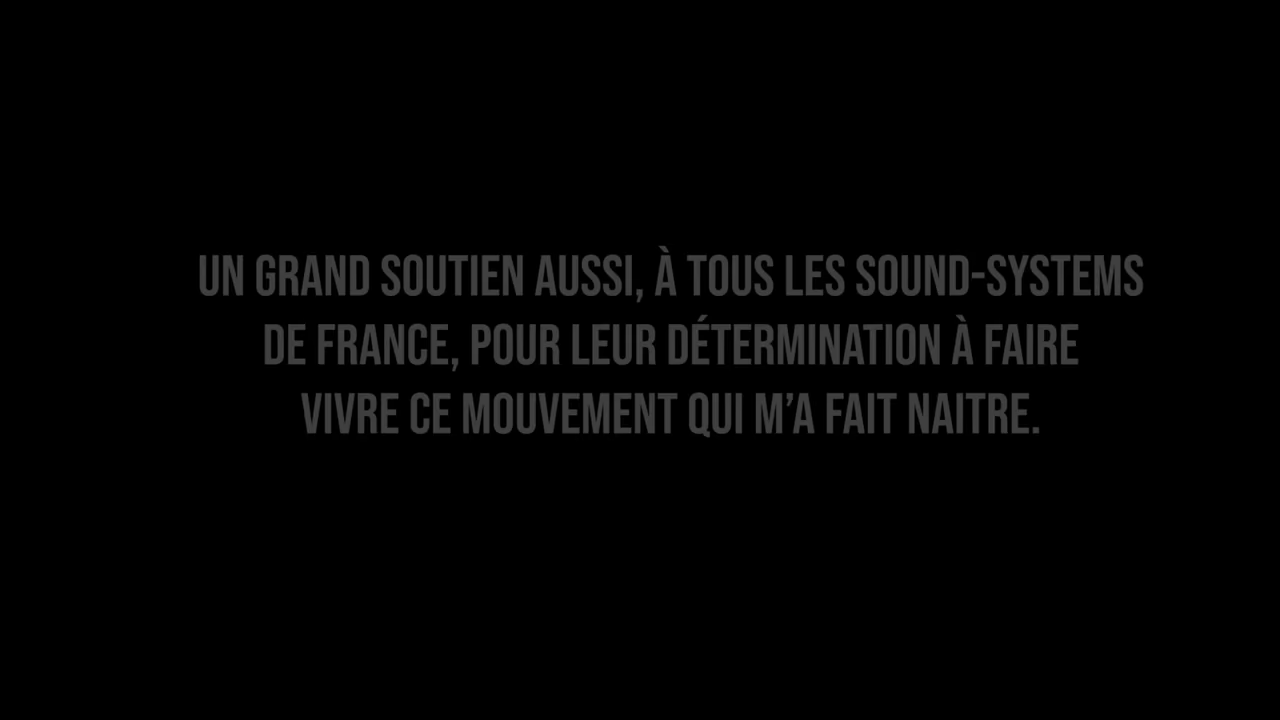 UN GRAND SOUTIEN AUSSI, À TOUS LES SOUND-SYSTEMS
DE FRANCE, POUR LEUR DÉTERMINATION À FAIRE
VIVRE CE MOUVEMENT QUI M’A FAIT NAITRE.